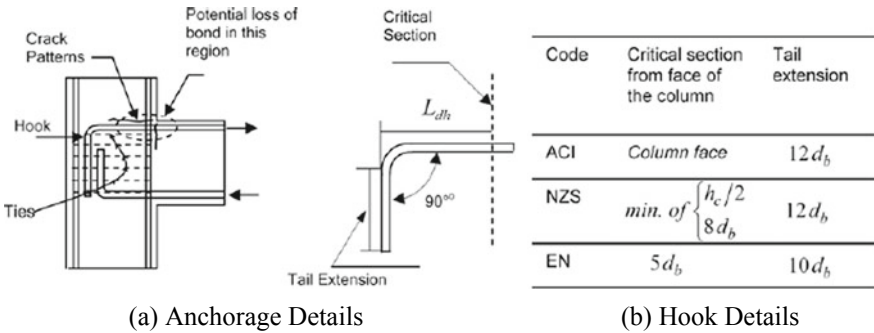 Potential loss of
bond in this
region
Crack
Patterns
Hook
Ties
Critical
Section
L_{dh}
90^{o}
Tail Extension
Code Critical section from face of the column Tail extension
ACI Column face 12d_b
NZS min. of { h_c/2 8d_b 12d_b
EN 5d_b 10d_b
(a) Anchorage Details
(b) Hook Details